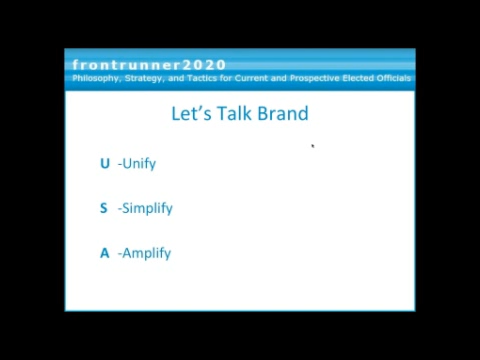 frontrunner2020
Philosophy, Strategy, and Tactics for Current and Prospective Elected Officials
Let's Talk Brand
U -Unify
S -Simplify
A -Amplify